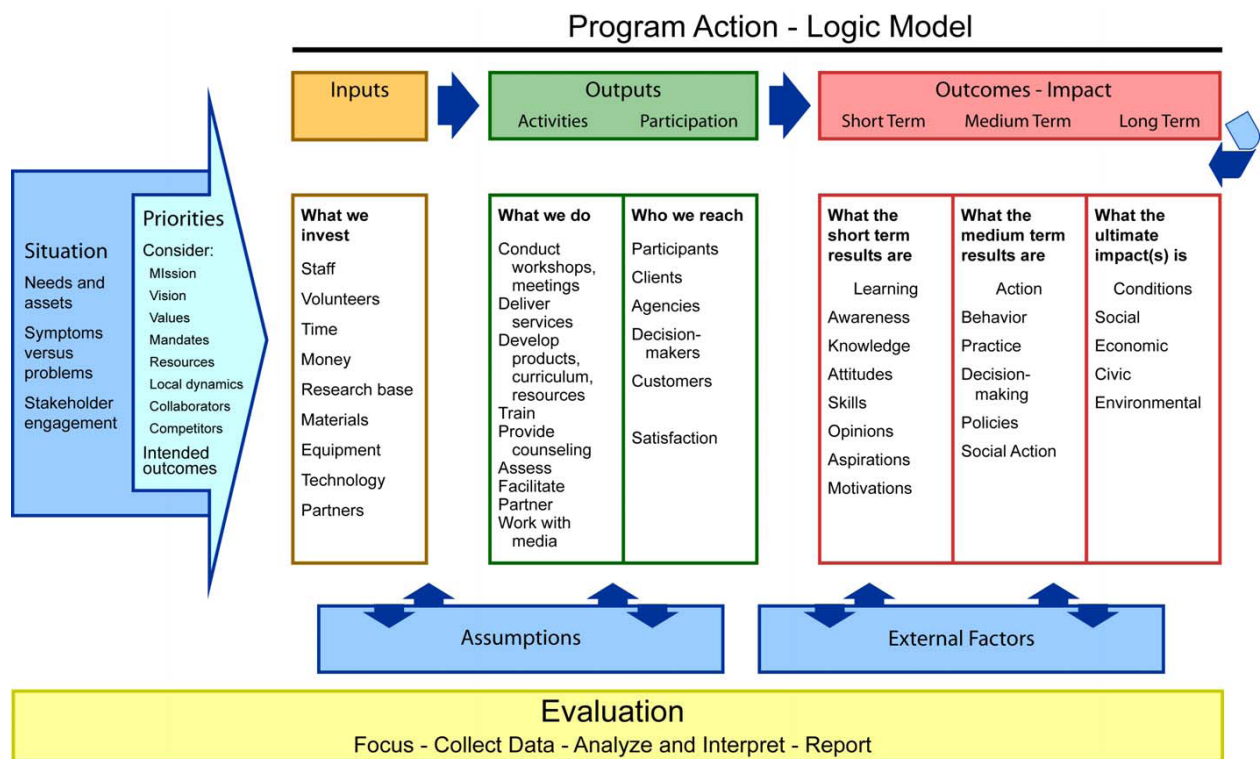 Program Action - Logic Model
Inputs
Outputs
Activities
Participation
Outcomes - Impact
Short Term
Medium Term
Long Term
Situation
Needs and
assets
Symptoms
versus
problems
Stakeholder
engagement
Priorities
Consider:
MIssion
Vision
Values
Mandates
Resources
Local dynamics
Collaborators
Competitors
Intended
outcomes
What we
invest
Staff
Volunteers
Time
Money
Research base
Materials
Equipment
Technology
Partners
What we do
Conduct
workshops,
meetings
Deliver
services
Develop
products,
curriculum,
resources
Train
Provide
counseling
Assess
Facilitate
Partner
Work with
media
Who we reach
Participants
Clients
Agencies
Decision-
makers
Customers
Satisfaction
What the
short term
results are
Learning
Awareness
Knowledge
Attitudes
Skills
Opinions
Aspirations
Motivations
What the
medium term
results are
Action
Behavior
Practice
Decision-
making
Policies
Social Action
What the
ultimate
impact(s) is
Conditions
Social
Economic
Civic
Environmental
Assumptions
External Factors
Evaluation
Focus - Collect Data - Analyze and Interpret - Report